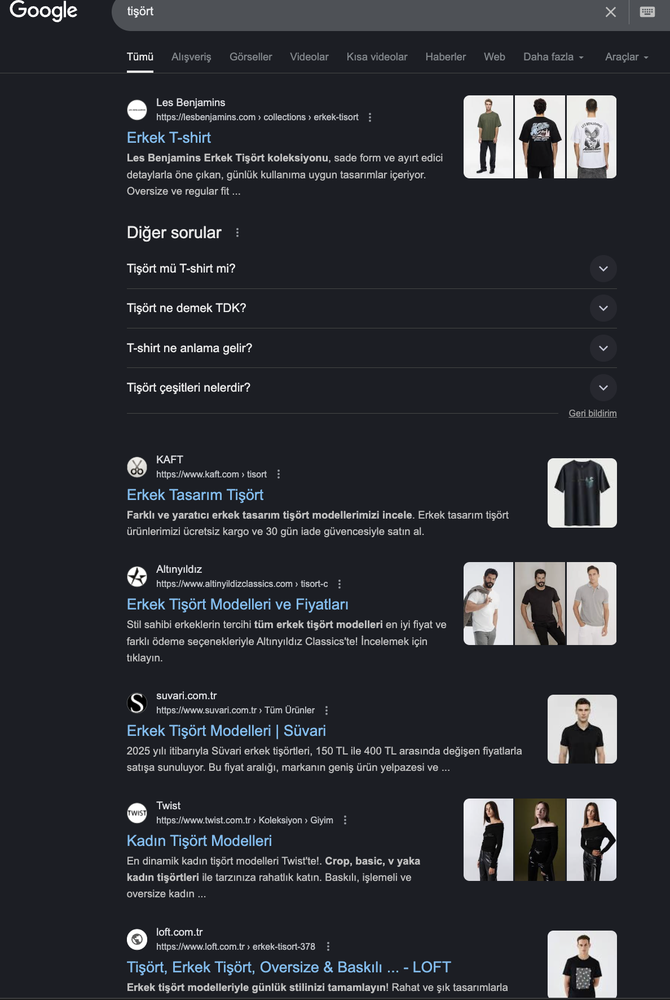 Google
tişört
Tümü Alışveriş Görseller Videolar Kısa videolar Haberler Web Daha fazla Araçlar
Les Benjamins
https://lesbenjamins.com › collections › erkek-tisort
Erkek T-shirt
Les Benjamins Erkek Tişört koleksiyonu, sade form ve ayırt edici
detaylarla öne çıkan, günlük kullanıma uygun tasarımlar içeriyor.
Oversize ve regular fit ...
LES BENJAMINS
LES BENJAMINS
Diğer sorular
Tişört mü T-shirt mi?
Tişört ne demek TDK?
T-shirt ne anlama gelir?
Tişört çeşitleri nelerdir?
Geri bildirim
KAFT
https://www.kaft.com › tisort
Erkek Tasarım Tişört
Farklı ve yaratıcı erkek tasarım tişört modellerimizi incele. Erkek tasarım tişört
ürünlerimizi ücretsiz kargo ve 30 gün iade güvencesiyle satın al.
Altınyıldız
https://www.altinyildizclassics.com › tisort-c
Erkek Tişört Modelleri ve Fiyatları
Stil sahibi erkeklerin tercihi tüm erkek tişört modelleri en iyi fiyat ve
farklı ödeme seçenekleriyle Altınyıldız Classics'te! İncelemek için
tıklayın.
S
suvari.com.tr
https://www.suvari.com.tr › Tüm Ürünler
Erkek Tişört Modelleri | Süvari
2025 yılı itibarıyla Süvari erkek tişörtleri, 150 TL ile 400 TL arasında değişen fiyatlarla
satışa sunuluyor. Bu fiyat aralığı, markanın geniş ürün yelpazesi ve ...
TWIST
Twist
https://www.twist.com.tr › Koleksiyon › Giyim
Kadın Tişört Modelleri
En dinamik kadın tişört modelleri Twist'te!. Crop, basic, v yaka
kadın tişörtleri ile tarzınıza rahatlık katın. Baskılı, işlemeli ve
oversize kadın ...
loft.com.tr
https://www.loft.com.tr › erkek-tisort-378
Tişört, Erkek Tişört, Oversize & Baskılı ... - LOFT
Erkek tişört modelleriyle günlük stilinizi tamamlayın! Rahat ve şık tasarımlarla